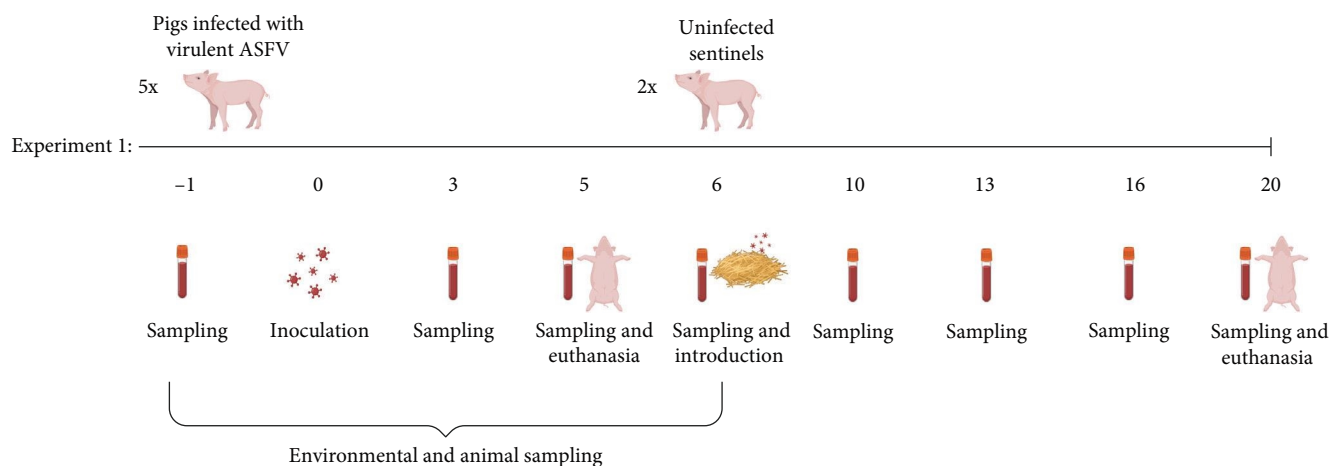 Pigs infected with
virulent ASFV
Uninfected
sentinels
5x
2x
Experiment 1:
–1 0 3 5 6 10 13 16 20
Sampling Inoculation Sampling Sampling and Sampling and Sampling Sampling Sampling Sampling and
euthanasia introduction euthanasia
Environmental and animal sampling